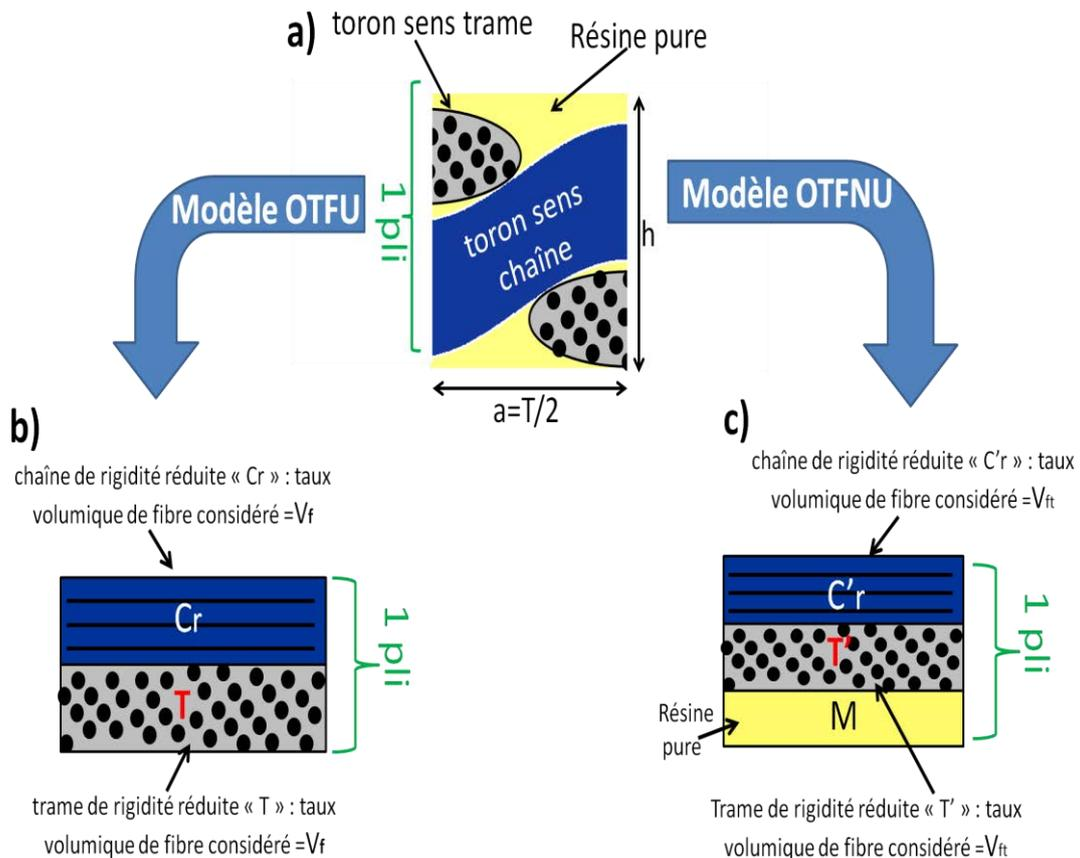 a)
toron sens trame
Résine pure
Modèle OTFU
1 pli
toron sens
chaîne
h
Modèle OTFNU
a=T/2
b)
chaîne de rigidité réduite « Cr » : taux
volumique de fibre considéré =Vf
Cr
T
1 pli
trame de rigidité réduite « T » : taux
volumique de fibre considéré =Vf
c)
chaîne de rigidité réduite « C’r » : taux
volumique de fibre considéré =Vft
C’r
T’
M
1 pli
Résine
pure
Trame de rigidité réduite « T’ » : taux
volumique de fibre considéré =Vft